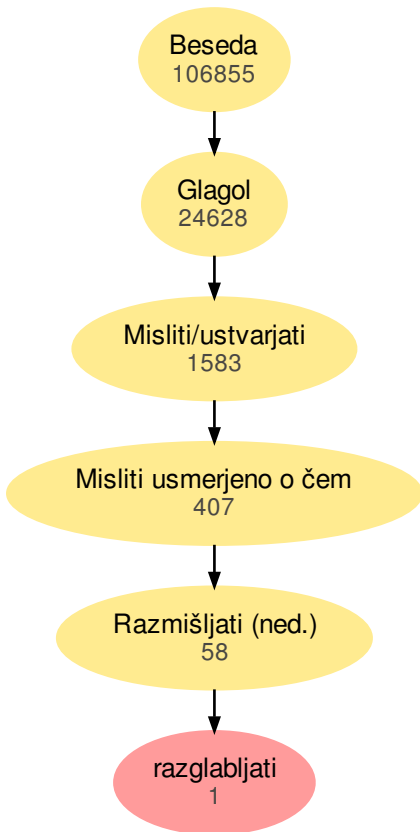 Beseda
106855
Glagol
24628
Misliti/ustvarjati
1583
Misliti usmerjeno o čem
407
Razmišljati (ned.)
58
razglabljati
1